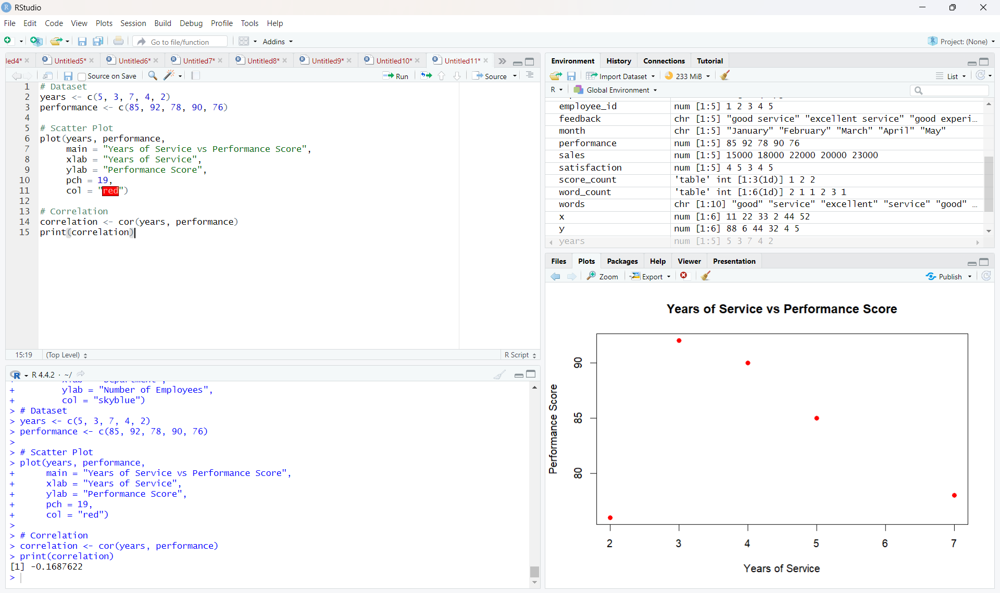 RStudio
File Edit Code View Plots Session Build Debug Profile Tools Help
Go to file/function Addins Project: (None)
led4* Untitled5* Untitled6* Untitled7* Untitled8* Untitled9* Untitled10* Untitled11*
Source on Save Run Source
1 # Dataset
2 years <- c(5, 3, 7, 4, 2)
3 performance <- c(85, 92, 78, 90, 76)
4
5 # Scatter Plot
6 plot(years, performance,
7 main = "Years of Service vs Performance Score",
8 xlab = "Years of Service",
9 ylab = "Performance Score",
10 pch = 19,
11 col = "red")
12
13 # Correlation
14 correlation <- cor(years, performance)
15 print(correlation)
15:19 (Top Level) R Script
R 4.4.2 · ~/
+ ylab = "Number of Employees",
+ col = "skyblue")
> # Dataset
> years <- c(5, 3, 7, 4, 2)
> performance <- c(85, 92, 78, 90, 76)
>
> # Scatter Plot
> plot(years, performance,
+ main = "Years of Service vs Performance Score",
+ xlab = "Years of Service",
+ ylab = "Performance Score",
+ pch = 19,
+ col = "red")
>
> # Correlation
> correlation <- cor(years, performance)
> print(correlation)
[1] -0.1687622
>
Environment History Connections Tutorial
Import Dataset 233 MiB List
R Global Environment
employee_id num [1:5] 1 2 3 4 5
feedback chr [1:5] "good service" "excellent service" "good experi…
month chr [1:5] "January" "February" "March" "April" "May"
performance num [1:5] 85 92 78 90 76
sales num [1:5] 15000 18000 22000 20000 23000
satisfaction num [1:5] 4 5 3 4 5
score_count 'table' int [1:3(1d)] 1 2 2
word_count 'table' int [1:6(1d)] 2 1 1 2 3 1
words chr [1:10] "good" "service" "excellent" "service" "good" …
x num [1:6] 11 22 33 2 44 52
y num [1:6] 88 6 44 32 4 5
years num [1:5] 5 3 7 4 2
Files Plots Packages Help Viewer Presentation
Zoom Export Publish
Years of Service vs Performance Score
Performance Score
90
85
80
2 3 4 5 6 7
Years of Service